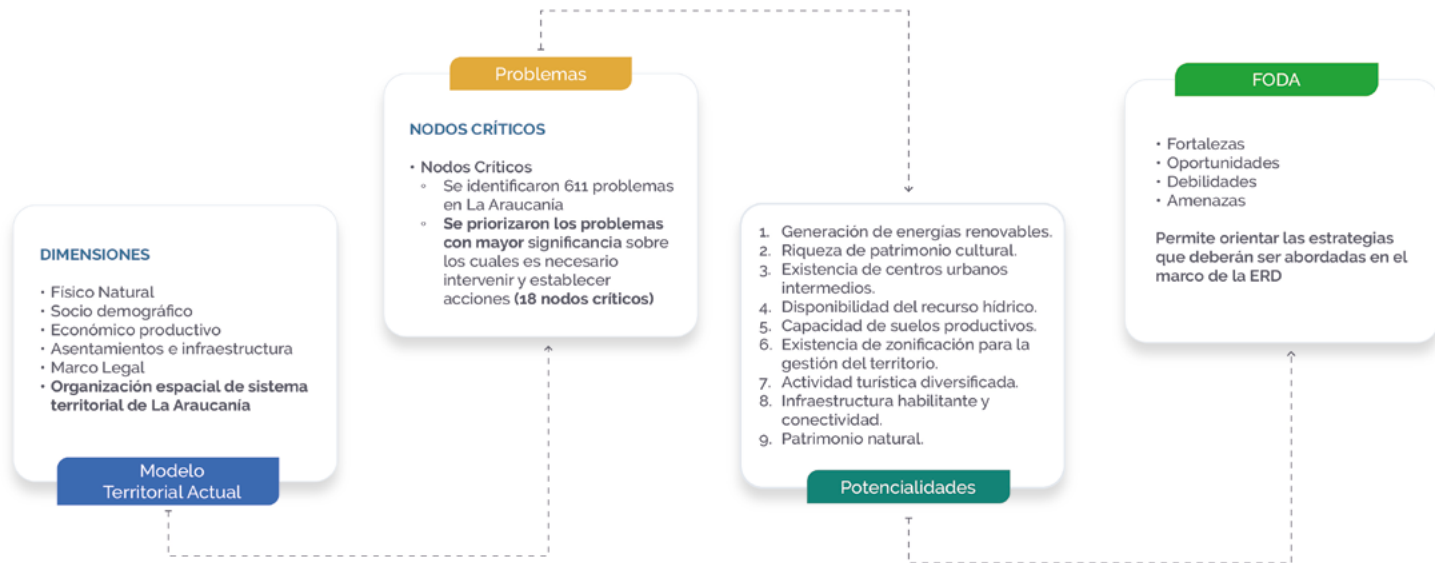 DIMENSIONES
• Físico Natural
• Socio demográfico
• Económico productivo
• Asentamientos e infraestructura
• Marco Legal
• Organización espacial de sistema
territorial de La Araucanía
Modelo
Territorial Actual
Problemas
NODOS CRÍTICOS
• Nodos Críticos
◦ Se identificaron 611 problemas
en La Araucanía
◦ Se priorizaron los problemas
con mayor significancia sobre
los cuales es necesario
intervenir y establecer
acciones (18 nodos críticos)
1. Generación de energías renovables.
2. Riqueza de patrimonio cultural.
3. Existencia de centros urbanos
intermedios.
4. Disponibilidad del recurso hídrico.
5. Capacidad de suelos productivos.
6. Existencia de zonificación para la
gestión del territorio.
7. Actividad turística diversificada.
8. Infraestructura habilitante y
conectividad.
9. Patrimonio natural.
Potencialidades
FODA
• Fortalezas
• Oportunidades
• Debilidades
• Amenazas
Permite orientar las estrategias
que deberán ser abordadas en el
marco de la ERD